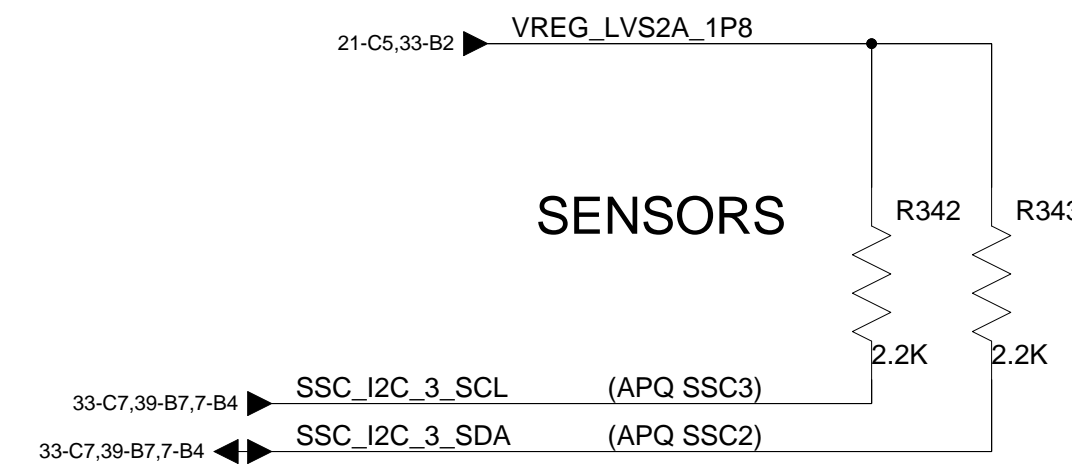 VREG_LVS2A_1P8
21-C5,33-B2
SENSORS
R342 R343
2.2K 2.2K
SSC_I2C_3_SCL (APQ SSC3)
33-C7,39-B7,7-B4
SSC_I2C_3_SDA (APQ SSC2)
33-C7,39-B7,7-B4